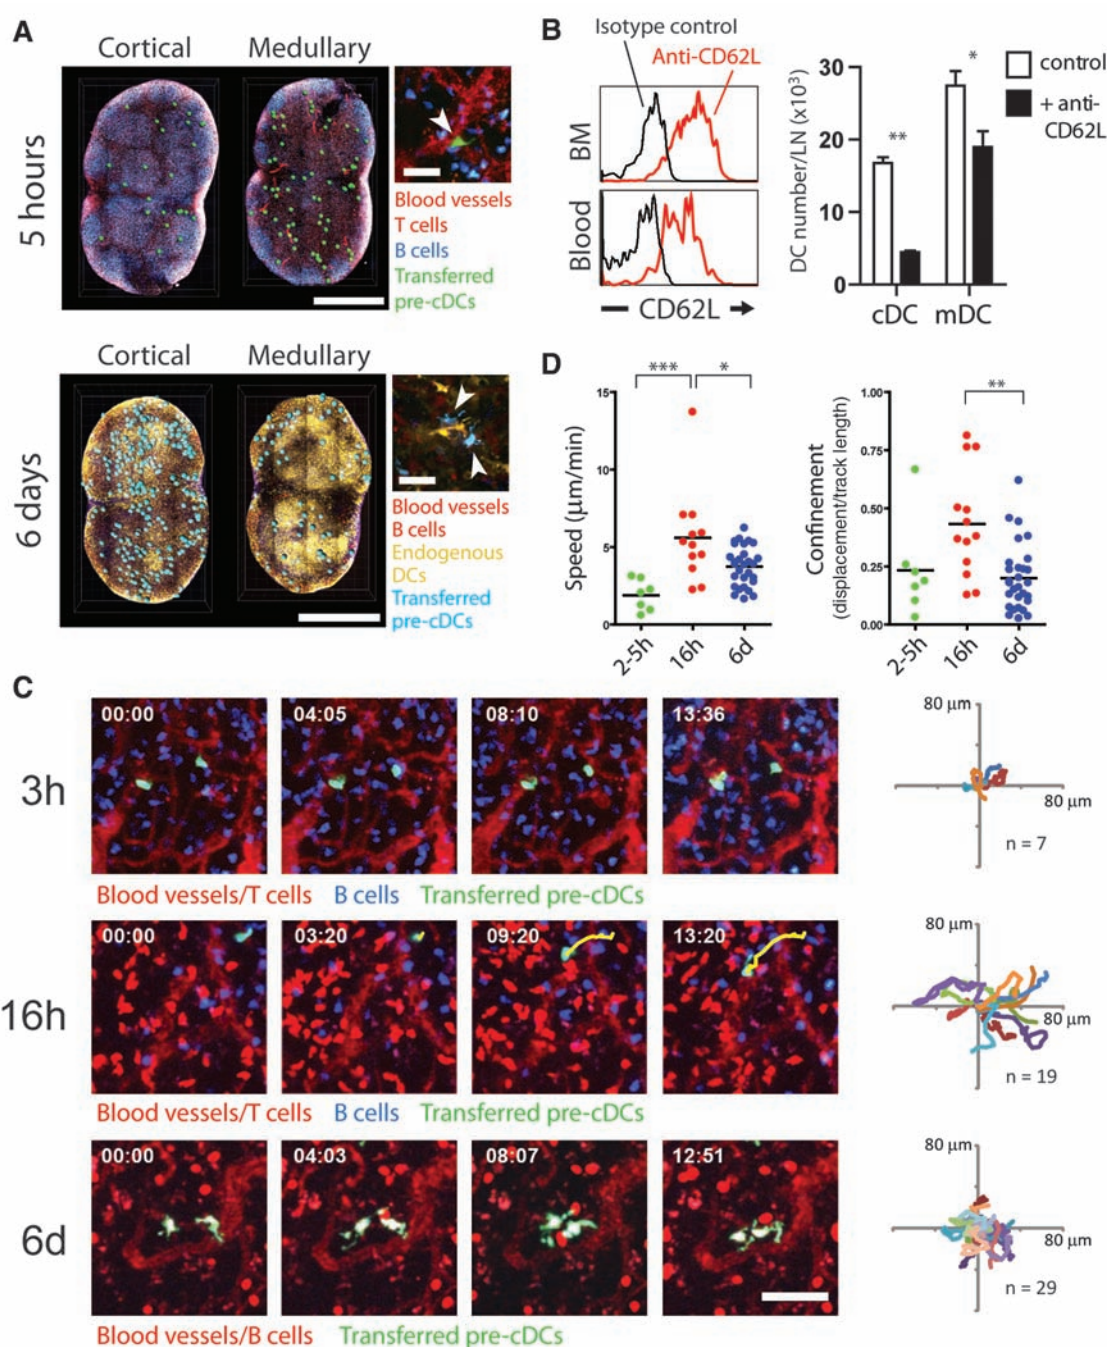 A
Cortical Medullary
5 hours
Blood vessels
T cells
B cells
Transferred
pre-cDCs
Cortical Medullary
6 days
Blood vessels
B cells
Endogenous
DCs
Transferred
pre-cDCs
B
Isotype control
Anti-CD62L
BM
Blood
CD62L
DC number/LN (x10³)
30
20
10
0
**
*
cDC mDC
control
+ anti-
CD62L
D
Speed (μm/min)
15
10
5
0
***
*
2-5h
16h
6d
Confinement
(displacement/track length)
1.00
0.75
0.50
0.25
0.00
**
2-5h
16h
6d
C
3h
00:00 04:05 08:10 13:36
80 μm
80 μm
n = 7
Blood vessels/T cells B cells Transferred pre-cDCs
16h
00:00 03:20 09:20 13:20
80 μm
80 μm
n = 19
Blood vessels/T cells B cells Transferred pre-cDCs
6d
00:00 04:03 08:07 12:51
80 μm
80 μm
n = 29
Blood vessels/B cells Transferred pre-cDCs